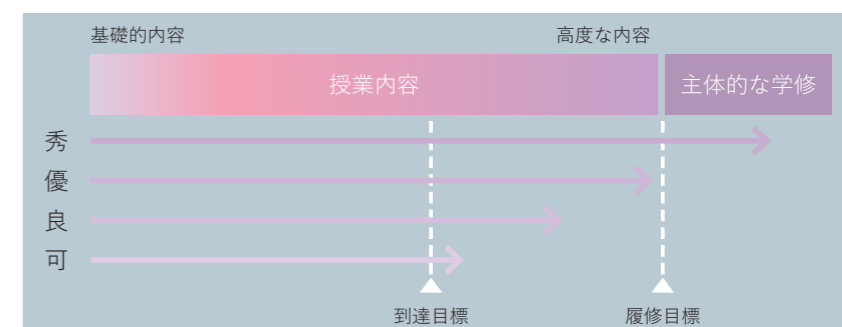 基礎的内容
高度な内容
授業内容
主体的な学修
秀
優
良
可
到達目標
履修目標